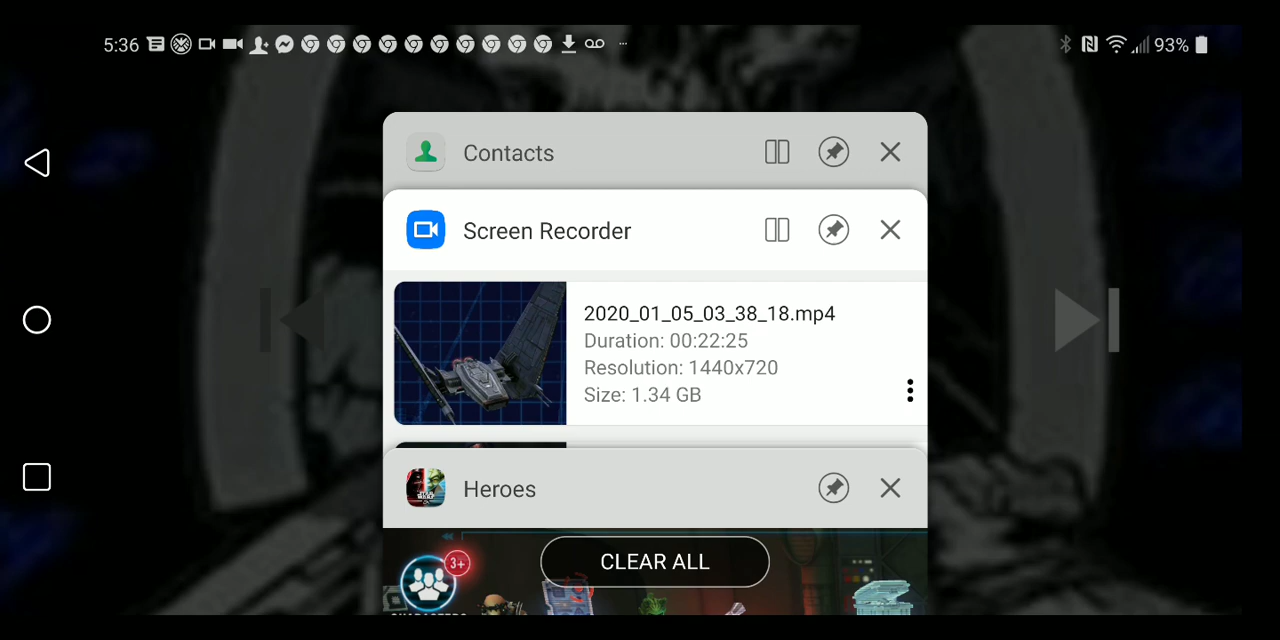 5:36
93%
Contacts
Screen Recorder
2020_01_05_03_38_18.mp4
Duration: 00:22:25
Resolution: 1440x720
Size: 1.34 GB
Heroes
3+
CLEAR ALL